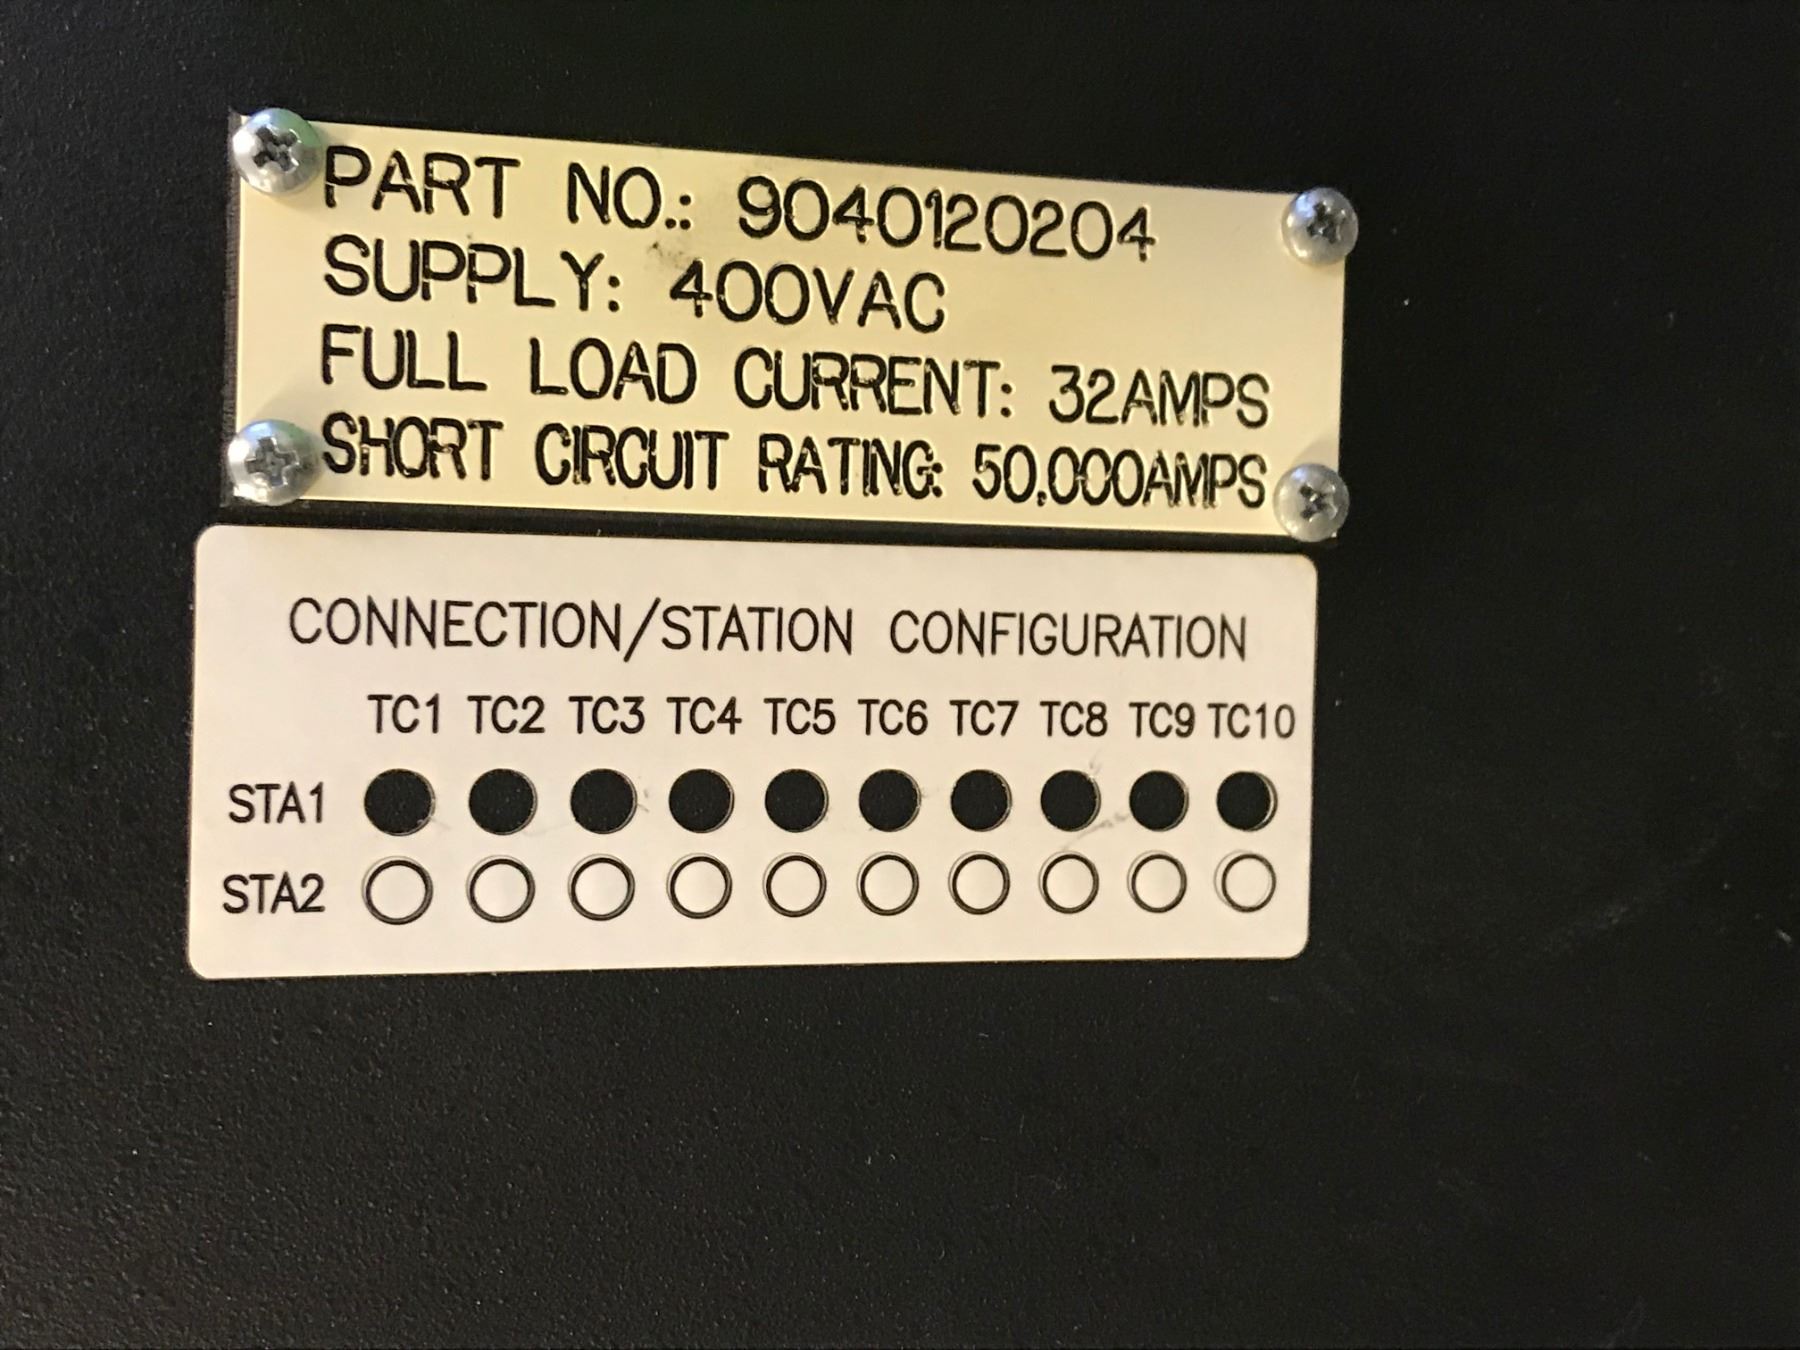 PART NO.: 9040120204
SUPPLY: 400VAC
FULL LOAD CURRENT: 32AMPS
SHORT CIRCUIT RATING: 50,000AMPS
CONNECTION/STATION CONFIGURATION
TC1 TC2 TC3 TC4 TC5 TC6 TC7 TC8 TC9 TC10
STA1
STA2